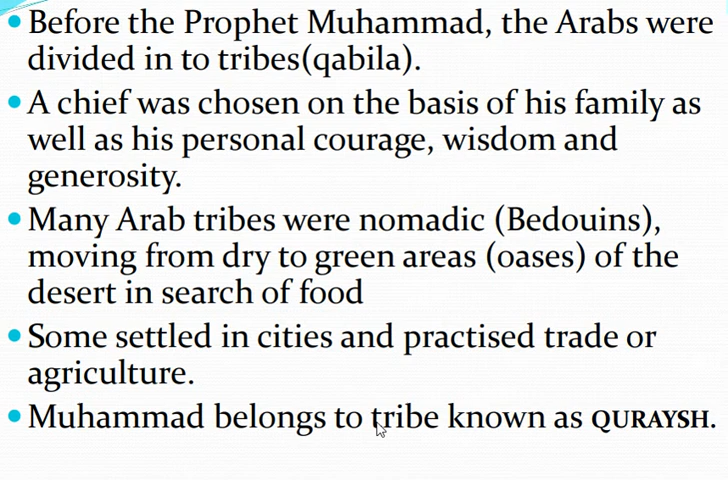 Before the Prophet Muhammad, the Arabs were
divided in to tribes(qabila).
A chief was chosen on the basis of his family as
well as his personal courage, wisdom and
generosity.
Many Arab tribes were nomadic (Bedouins),
moving from dry to green areas (oases) of the
desert in search of food
Some settled in cities and practised trade or
agriculture.
Muhammad belongs to tribe known as QURAYSH.